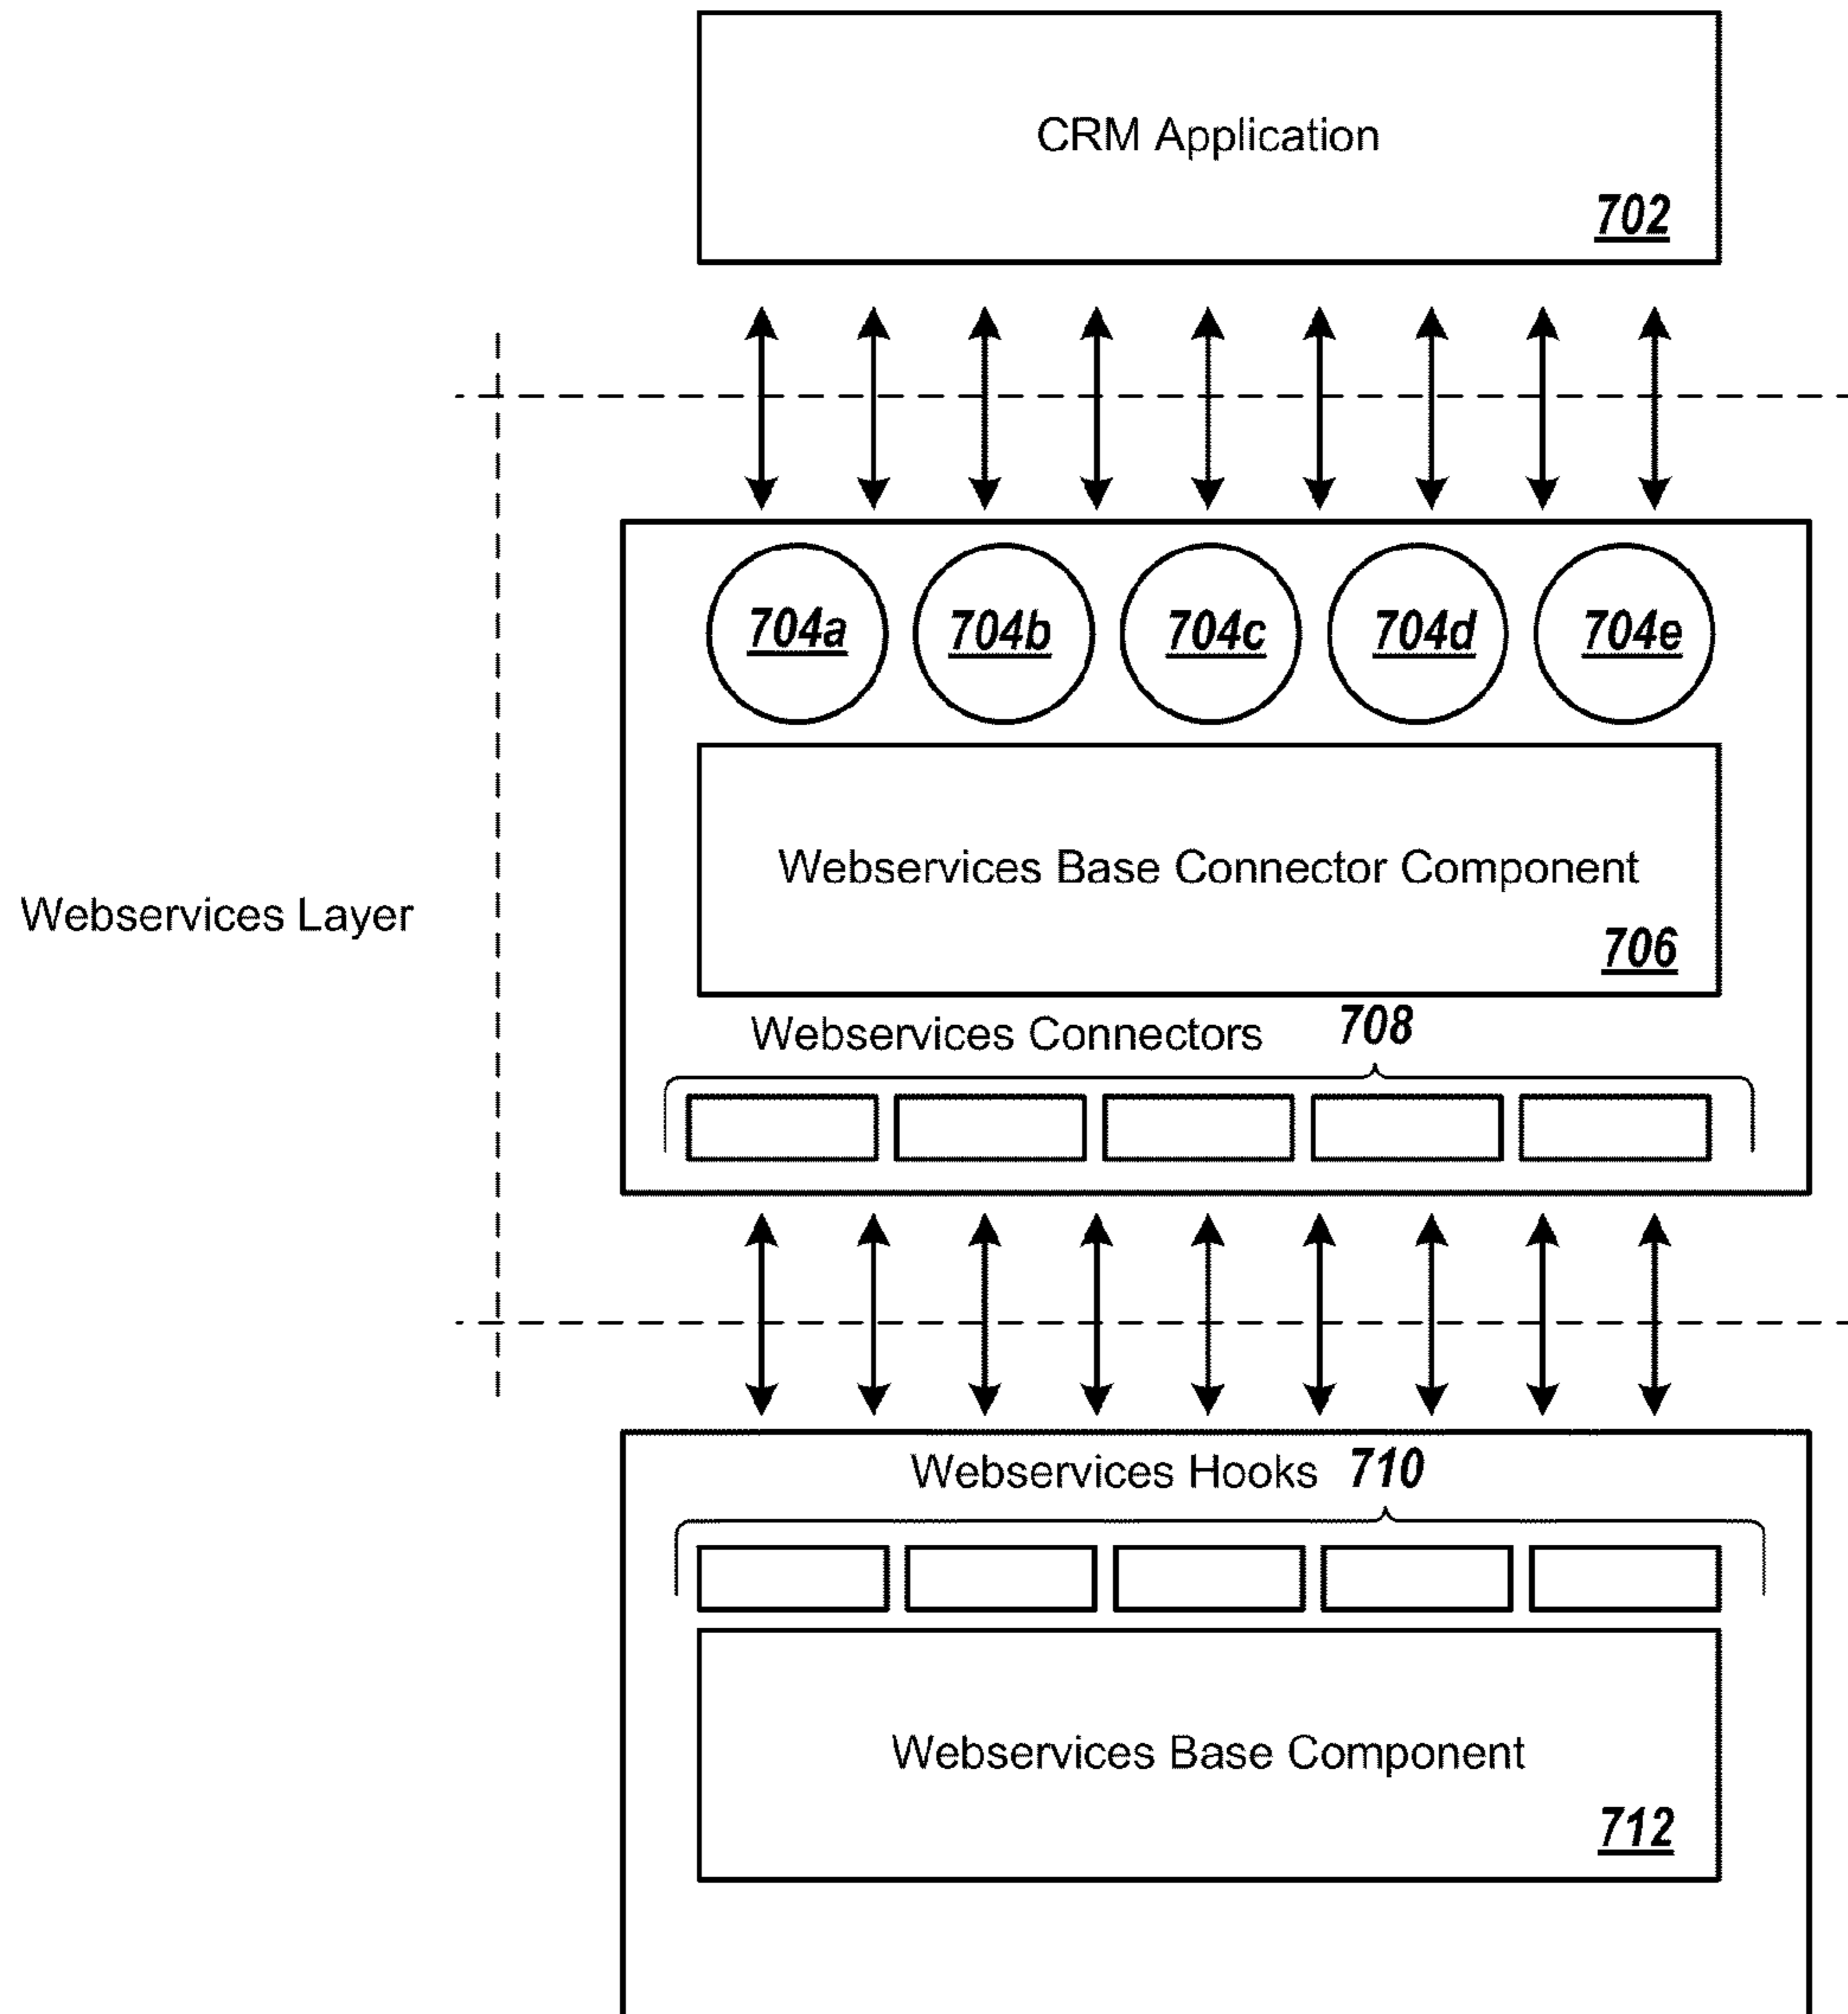 CRM Application
702
704a 704b 704c 704d 704e
Webservices Base Connector Component
706
Webservices Layer
Webservices Connectors 708
Webservices Hooks 710
Webservices Base Component
712